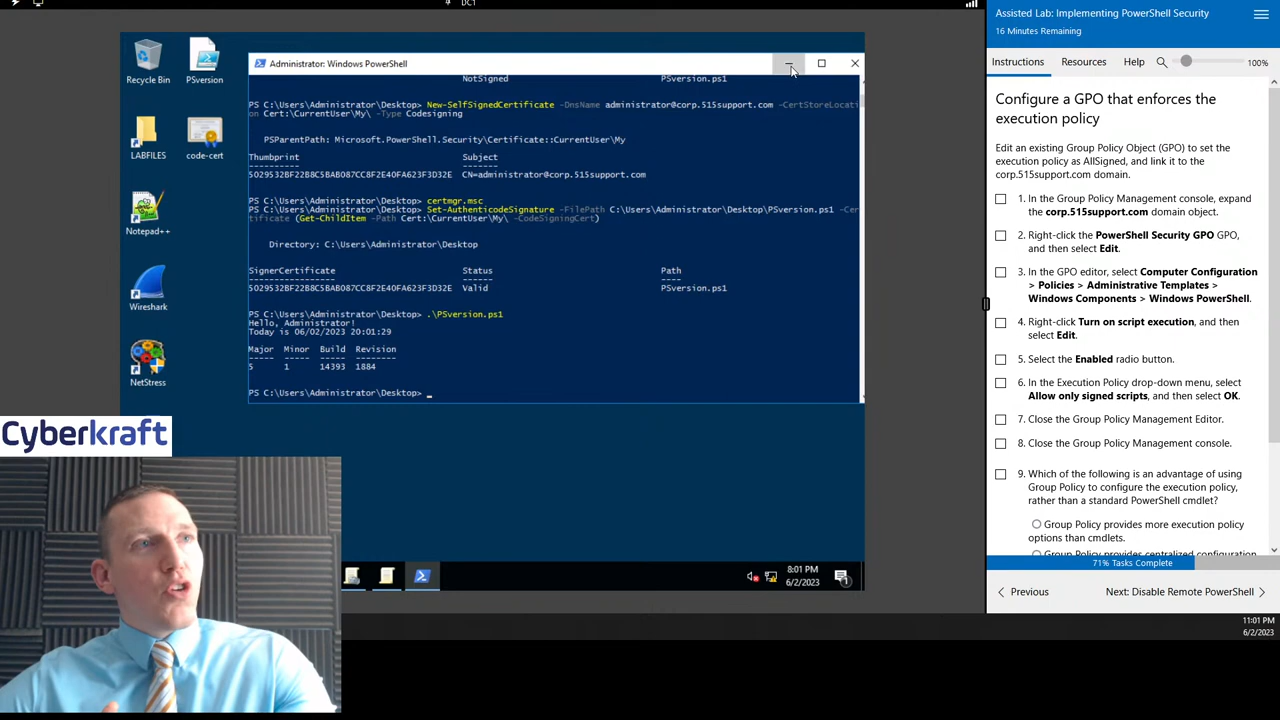 DC1
Assisted Lab: Implementing PowerShell Security
16 Minutes Remaining
Instructions
Resources
Help
100%
Recycle Bin
PSversion
LABFILES
code-cert
Notepad++
Wireshark
NetStress
Administrator: Windows PowerShell
NotSigned PSversion.ps1
PS C:\Users\Administrator\Desktop> New-SelfSignedCertificate -DnsName administrator@corp.515support.com -CertStoreLocati
on Cert:\CurrentUser\My\ -Type Codesigning
PSParentPath: Microsoft.PowerShell.Security\Certificate::CurrentUser\My
Thumbprint Subject
---------- -------
5029532BF22B8C5BAB087CC8F2E40FA623F3D32E CN=administrator@corp.515support.com
PS C:\Users\Administrator\Desktop> certmgr.msc
PS C:\Users\Administrator\Desktop> Set-AuthenticodeSignature -FilePath C:\Users\Administrator\Desktop\PSversion.ps1 -Cer
tificate (Get-ChildItem -Path Cert:\CurrentUser\My\ -CodeSigningCert)
Directory: C:\Users\Administrator\Desktop
SignerCertificate Status Path
----------------- ------ ----
5029532BF22B8C5BAB087CC8F2E40FA623F3D32E Valid PSversion.ps1
PS C:\Users\Administrator\Desktop> .\PSversion.ps1
Hello, Administrator!
Today is 06/02/2023 20:01:29
Major Minor Build Revision
----- ----- ----- --------
5 1 14393 1884
PS C:\Users\Administrator\Desktop> _
Cyberkraft
8:01 PM
6/2/2023
1
Configure a GPO that enforces the
execution policy
Edit an existing Group Policy Object (GPO) to set the
execution policy as AllSigned, and link it to the
corp.515support.com domain.
1. In the Group Policy Management console, expand
the corp.515support.com domain object.
2. Right-click the PowerShell Security GPO GPO,
and then select Edit.
3. In the GPO editor, select Computer Configuration
> Policies > Administrative Templates >
Windows Components > Windows PowerShell.
4. Right-click Turn on script execution, and then
select Edit.
5. Select the Enabled radio button.
6. In the Execution Policy drop-down menu, select
Allow only signed scripts, and then select OK.
7. Close the Group Policy Management Editor.
8. Close the Group Policy Management console.
9. Which of the following is an advantage of using
Group Policy to configure the execution policy,
rather than a standard PowerShell cmdlet?
Group Policy provides more execution policy
options than cmdlets.
Group Policy provides centralized configuration
71% Tasks Complete
Previous
Next: Disable Remote PowerShell
11:01 PM
6/2/2023